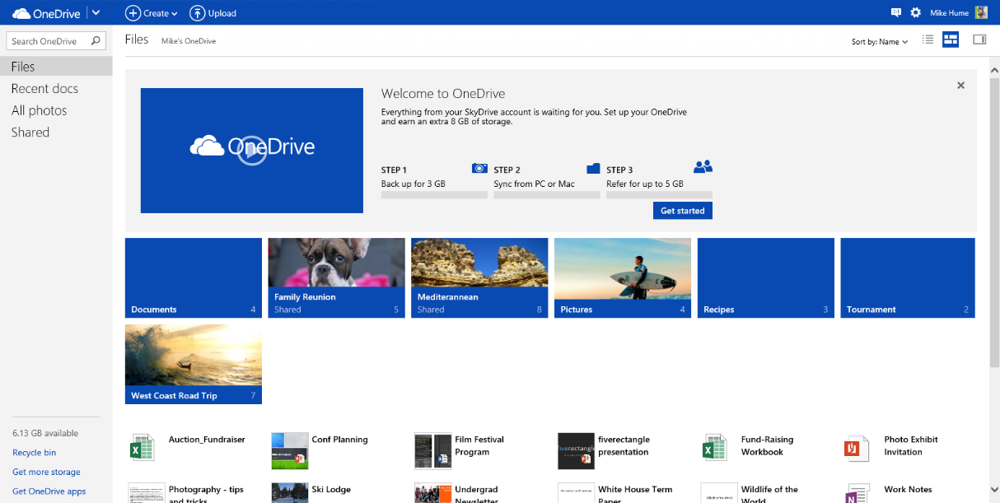 OneDrive
Create
Upload
Mike Hume
Search OneDrive
Files
Recent docs
All photos
Shared
6.13 GB available
Recycle bin
Get more storage
Get OneDrive apps
Files
Mike's OneDrive
Sort by: Name
OneDrive
Welcome to OneDrive
Everything from your SkyDrive account is waiting for you. Set up your OneDrive
and earn an extra 8 GB of storage.
STEP 1
Back up for 3 GB
STEP 2
Sync from PC or Mac
STEP 3
Refer for up to 5 GB
Get started
Documents 4
Family Reunion
Shared 5
Mediterannean
Shared 8
Pictures 4
Recipes 3
Tournament 2
West Coast Road Trip 7
Auction_Fundraiser
Conf Planning
Film Festival
Program
fiverectangle
fiverectangle
presentation
Fund-Raising
Workbook
Photo Exhibit
Invitation
Photography - tips
and tricks
Ski Lodge
Undergrad
Newsletter
White House Term
Paper
Wildlife of the
World
Work Notes